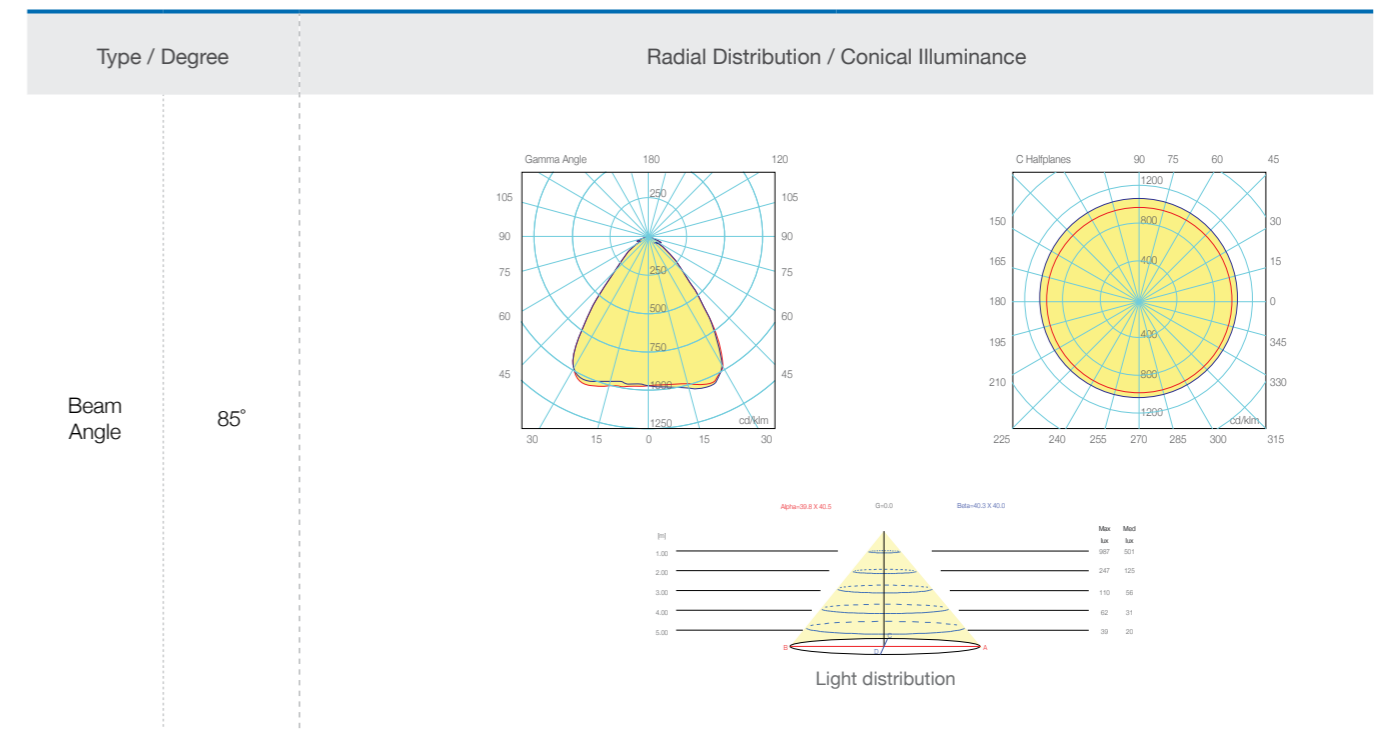 Type / Degree
Radial Distribution / Conical Illuminance
Beam
Angle
85˚
Gamma Angle 180 120
105 250 105
90 90
75 250 75
60 500 60
750
45 1000 45
1250 cd/klm
30 15 0 15 30
C Halfplanes 90 75 60 45
1200
150 800 30
165 400 15
180 0
195 400 345
210 800 330
1200 cd/klm
225 240 255 270 285 300 315
Alpha=39.8 X 40.5 G=0.0 Beta=40.3 X 40.0
[m] Max Med
lux lux
1.00 987 501
2.00 247 125
3.00 110 56
4.00 62 31
5.00 39 20
C
B A
D
Light distribution